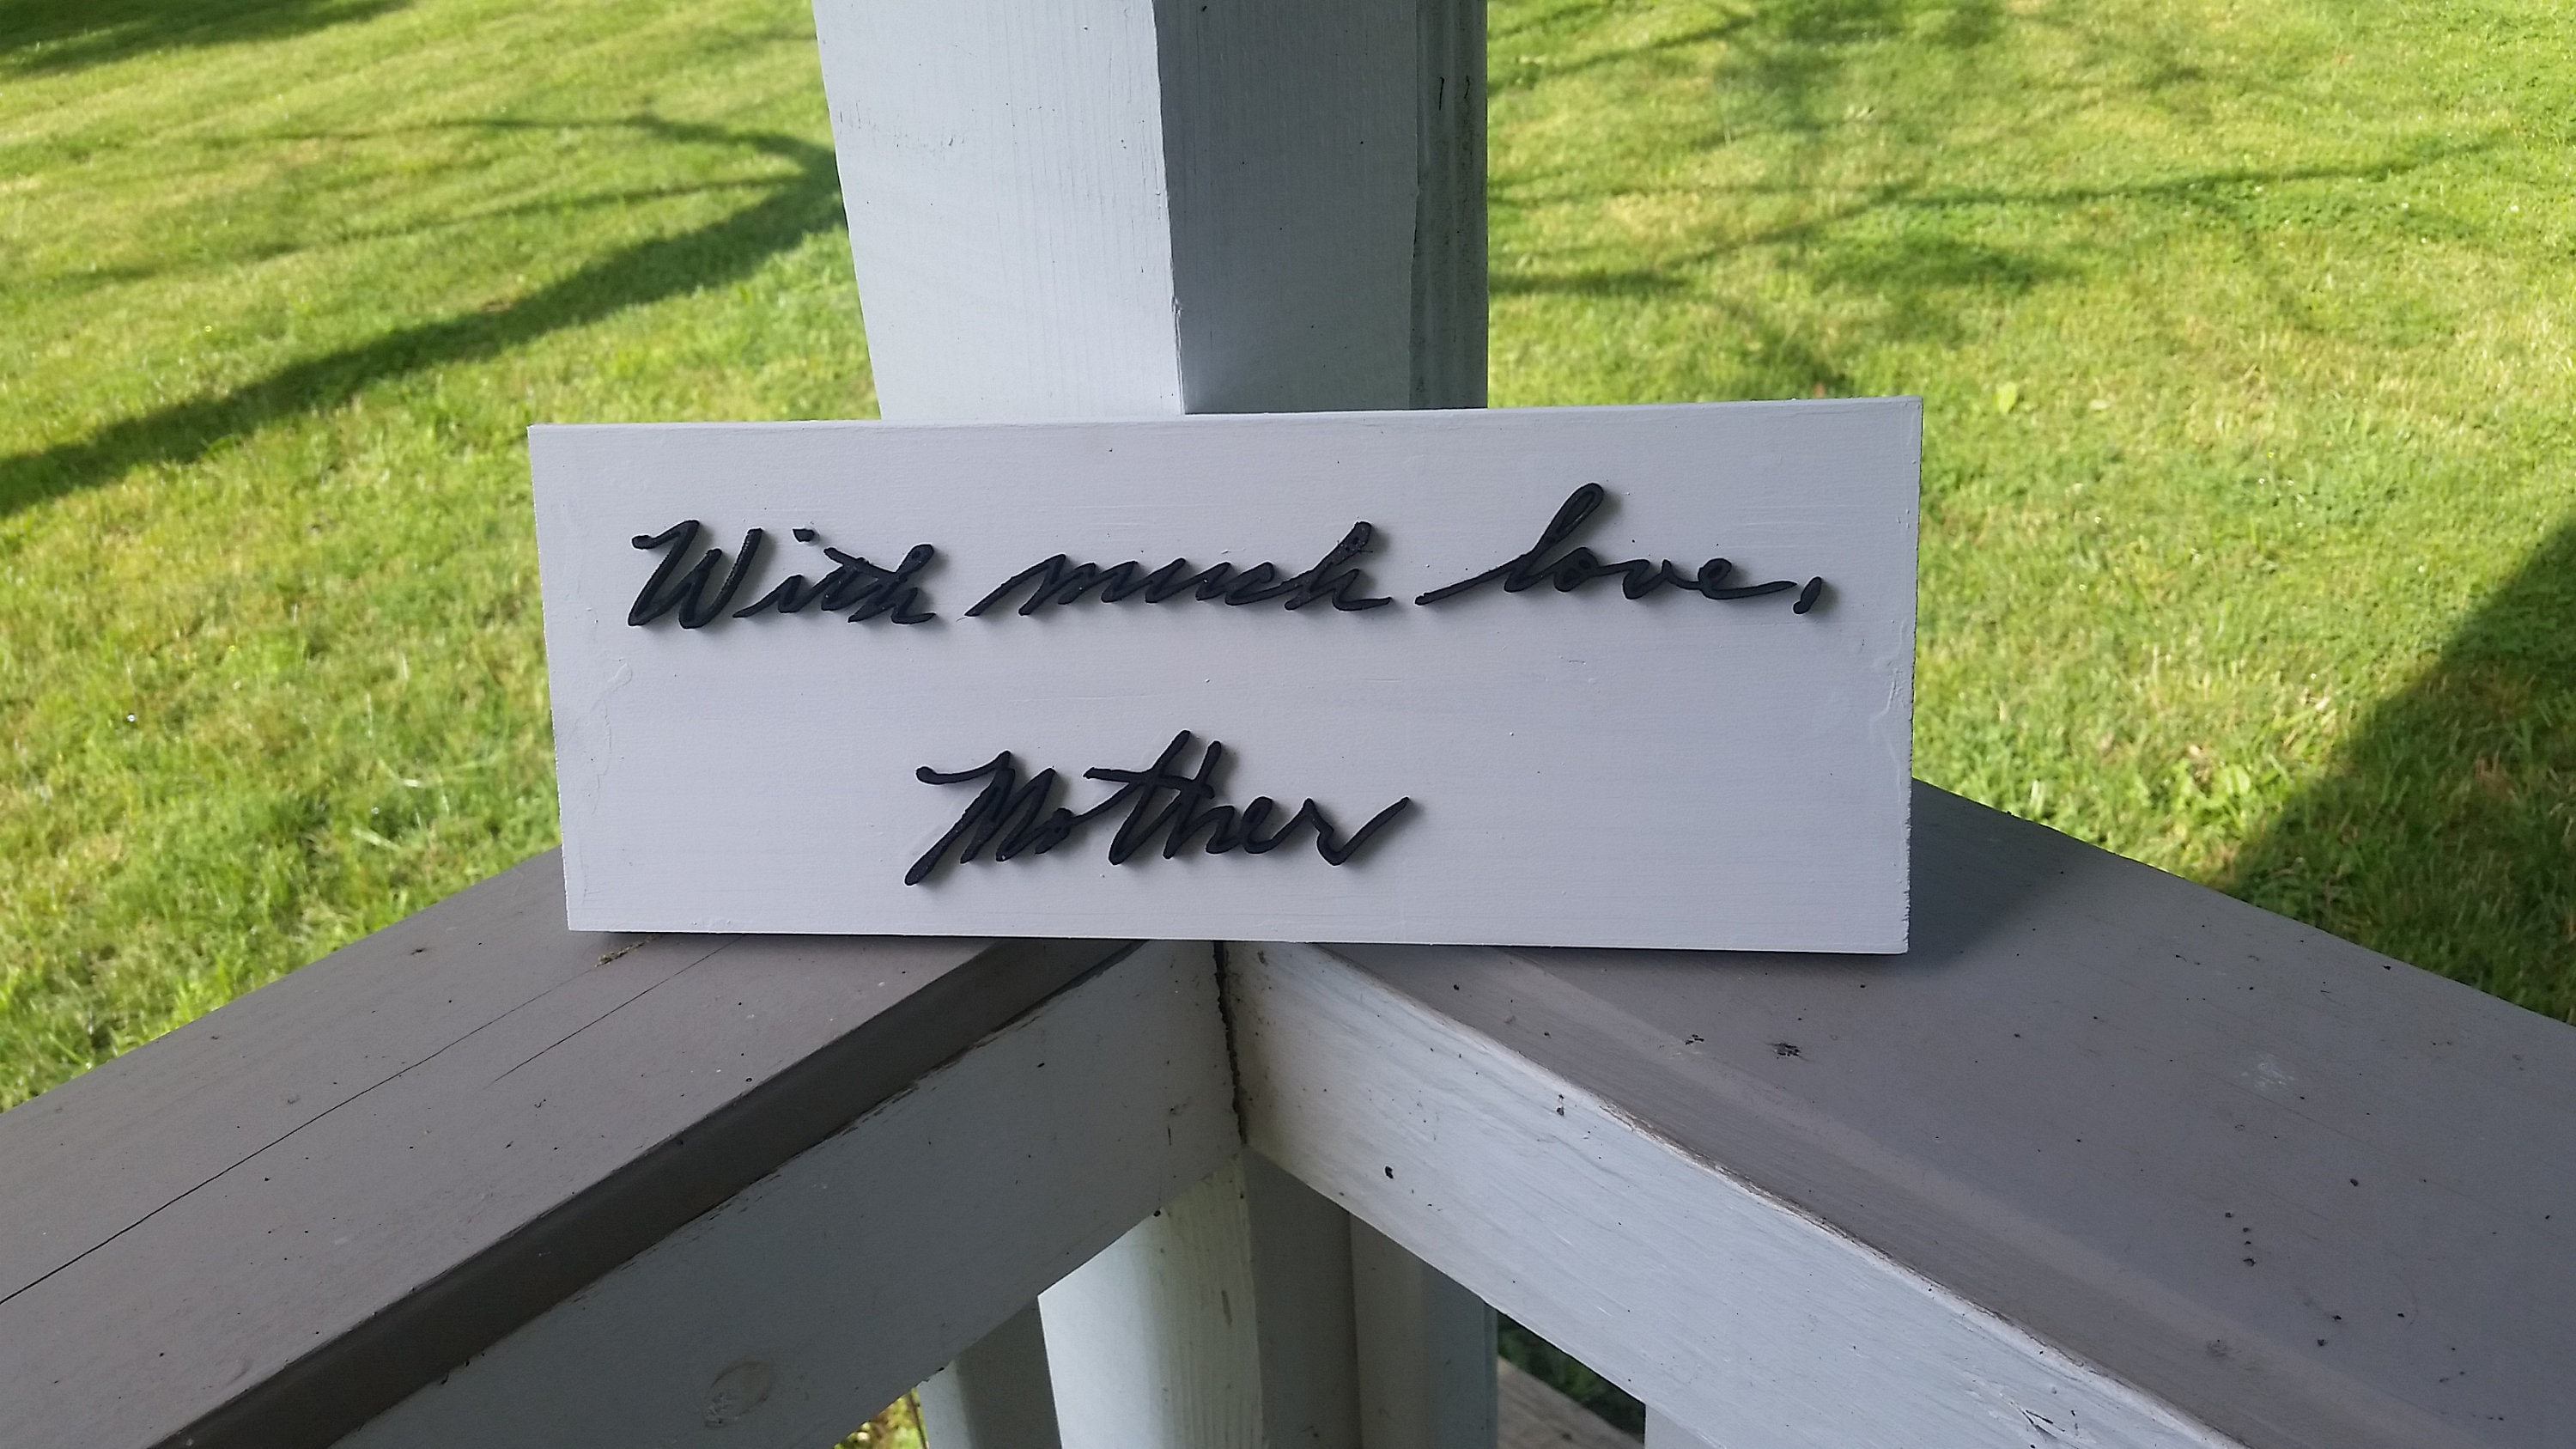 With much love,
Mother